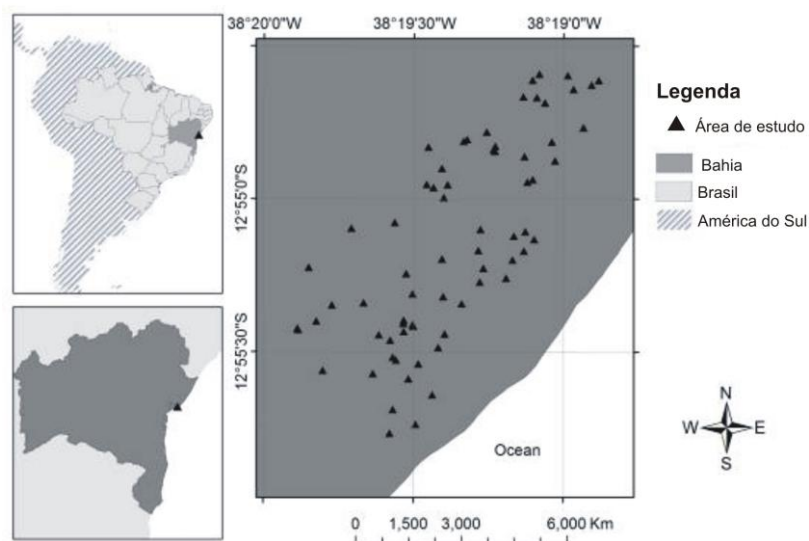 38°20'0"W 38°19'30"W 38°19'0"W
12°55'0"S
12°55'30"S
Ocean
0 1,500 3,000 6,000 Km
Legenda
Área de estudo
Bahia
Brasil
América do Sul
N
W E
S